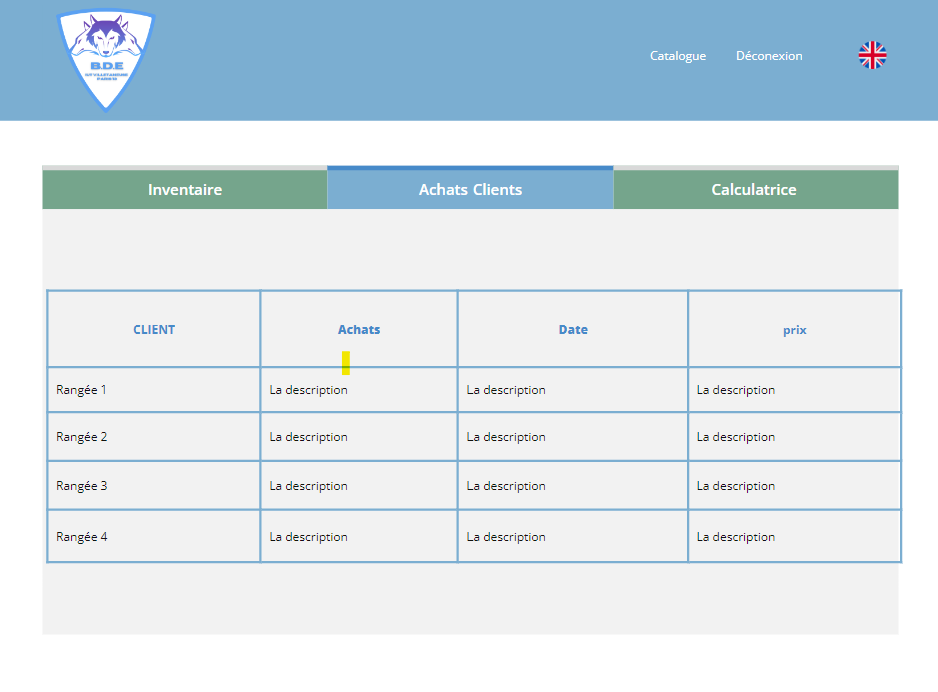 B.D.E
Catalogue Déconexion
Inventaire Achats Clients Calculatrice
CLIENT Achats Date prix
Rangée 1 La description La description La description
Rangée 2 La description La description La description
Rangée 3 La description La description La description
Rangée 4 La description La description La description